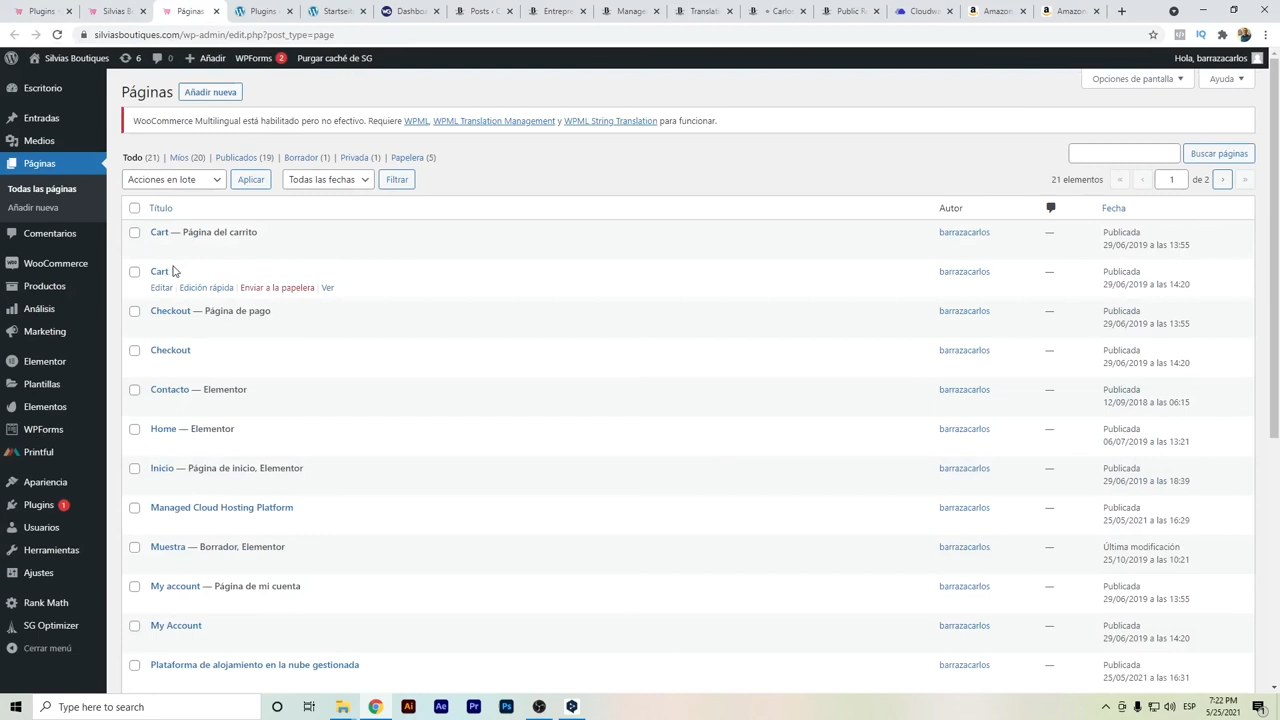 Páginas
Winning
Winning
Plugins
Startseite
Dashbo
Posts ‹ C
Entrepre
Manage
Translati
« Carlos
Public R
Cloudwa
Amazon
Amazon
silviasboutiques.com/wp-admin/edit.php?post_type=page
Silvias Boutiques 6 0 Añadir WPForms 2 Purgar caché de SG Hola, barrazacarlos
Opciones de pantalla Ayuda
Escritorio
Entradas
Medios
Páginas
Todas las páginas
Añadir nueva
Comentarios
WooCommerce
Productos
Análisis
Marketing
Elementor
Plantillas
Elementos
WPForms
Printful
Apariencia
Plugins 1
Usuarios
Herramientas
Ajustes
Rank Math
SG Optimizer
Cerrar menú
Páginas Añadir nueva
WooCommerce Multilingual está habilitado pero no efectivo. Requiere WPML, WPML Translation Management y WPML String Translation para funcionar.
Todo (21) | Míos (20) | Publicados (19) | Borrador (1) | Privada (1) | Papelera (5)
Buscar páginas
Acciones en lote Aplicar Todas las fechas Filtrar 21 elementos « ‹ 1 de 2 › »
Título Autor Fecha
Cart — Página del carrito barrazacarlos — Publicada
29/06/2019 a las 13:55
Cart barrazacarlos — Publicada
Editar | Edición rápida | Enviar a la papelera | Ver 29/06/2019 a las 14:20
Checkout — Página de pago barrazacarlos — Publicada
29/06/2019 a las 13:55
Checkout barrazacarlos — Publicada
29/06/2019 a las 14:20
Contacto — Elementor barrazacarlos — Publicada
12/09/2018 a las 06:15
Home — Elementor barrazacarlos — Publicada
06/07/2019 a las 13:21
Inicio — Página de inicio, Elementor barrazacarlos — Publicada
29/06/2019 a las 18:39
Managed Cloud Hosting Platform barrazacarlos — Publicada
25/05/2021 a las 16:29
Muestra — Borrador, Elementor barrazacarlos — Última modificación
25/10/2019 a las 10:21
My account — Página de mi cuenta barrazacarlos — Publicada
29/06/2019 a las 13:55
My Account barrazacarlos — Publicada
29/06/2019 a las 14:20
Plataforma de alojamiento en la nube gestionada barrazacarlos — Publicada
25/05/2021 a las 16:31
Type here to search
ESP
7:22 PM
5/25/2021